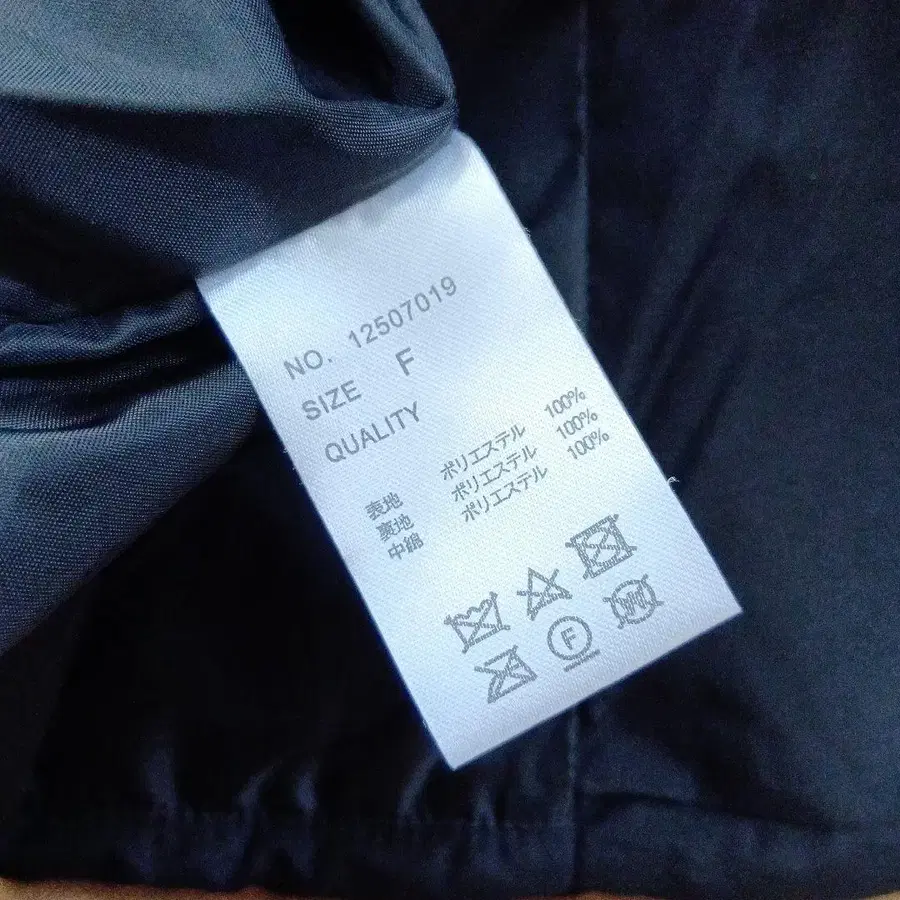 NO. 12507019
SIZE F
QUALITY
表地 ポリエステル 100%
裏地 ポリエステル 100%
中綿 ポリエステル 100%
F
W